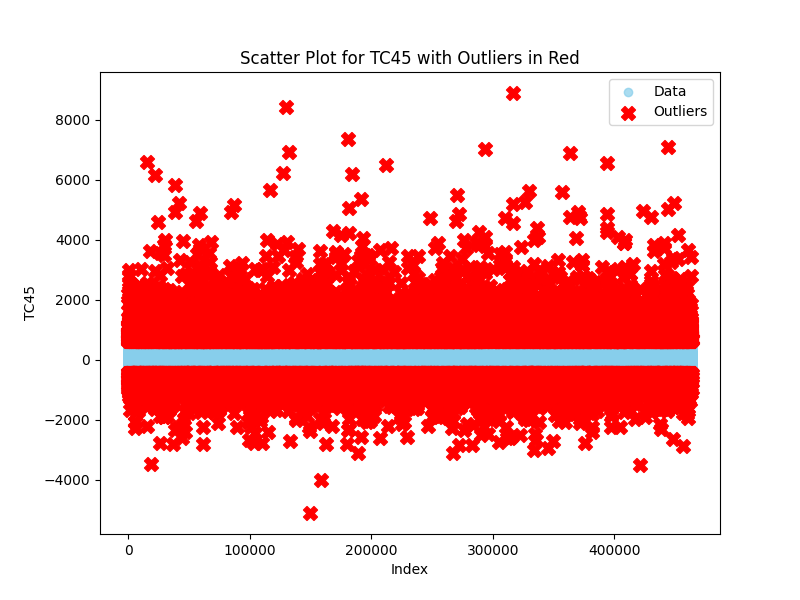 Scatter Plot for TC45 with Outliers in Red
Data
Outliers
8000
6000
4000
2000
0
−2000
−4000
TC45
0
100000
200000
300000
400000
Index